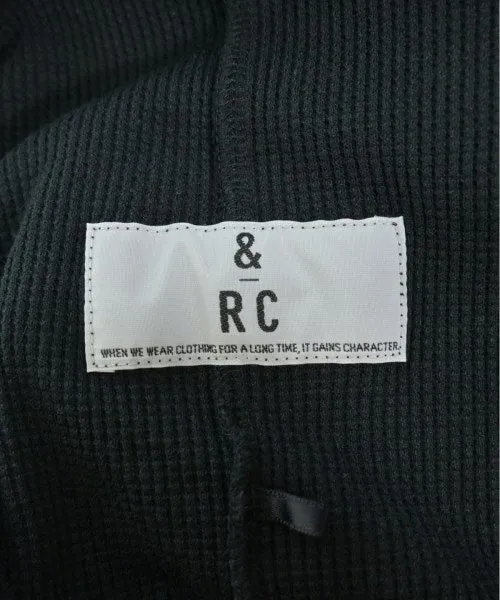 &
RC
WHEN WE WEAR CLOTHING FOR A LONG TIME, IT GAINS CHARACTER.